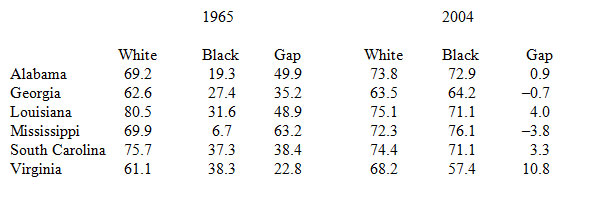 1965 2004
White Black Gap White Black Gap
Alabama 69.2 19.3 49.9 73.8 72.9 0.9
Georgia 62.6 27.4 35.2 63.5 64.2 –0.7
Louisiana 80.5 31.6 48.9 75.1 71.1 4.0
Mississippi 69.9 6.7 63.2 72.3 76.1 –3.8
South Carolina 75.7 37.3 38.4 74.4 71.1 3.3
Virginia 61.1 38.3 22.8 68.2 57.4 10.8